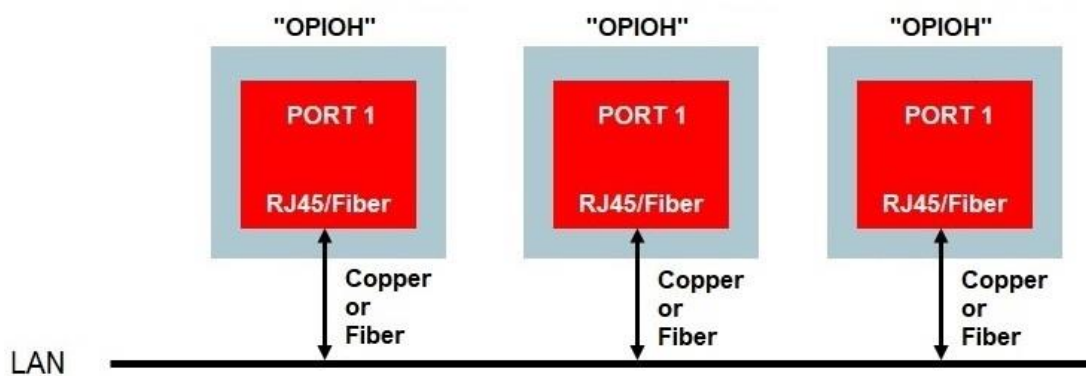 "OPIOH" "OPIOH" "OPIOH"
PORT 1 PORT 1 PORT 1
RJ45/Fiber RJ45/Fiber RJ45/Fiber
Copper Copper Copper
or or or
Fiber Fiber Fiber
LAN